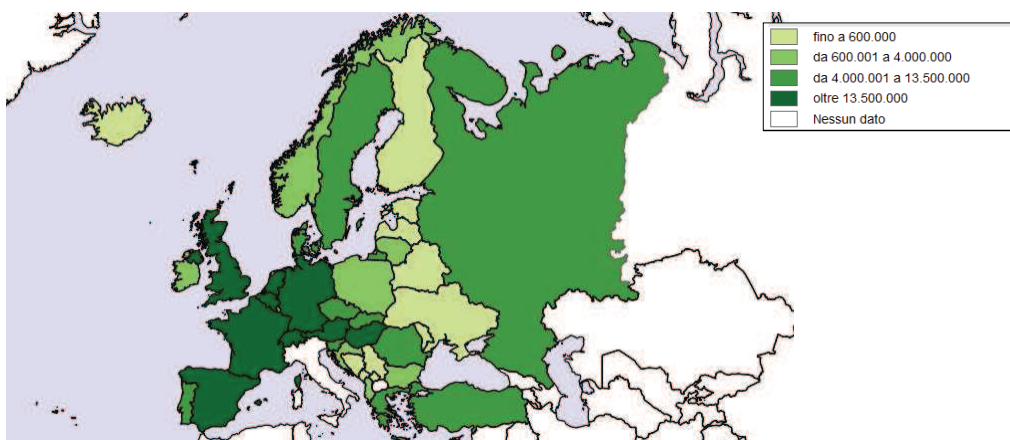 fino a 600.000
da 600.001 a 4.000.000
da 4.000.001 a 13.500.000
oltre 13.500.000
Nessun dato